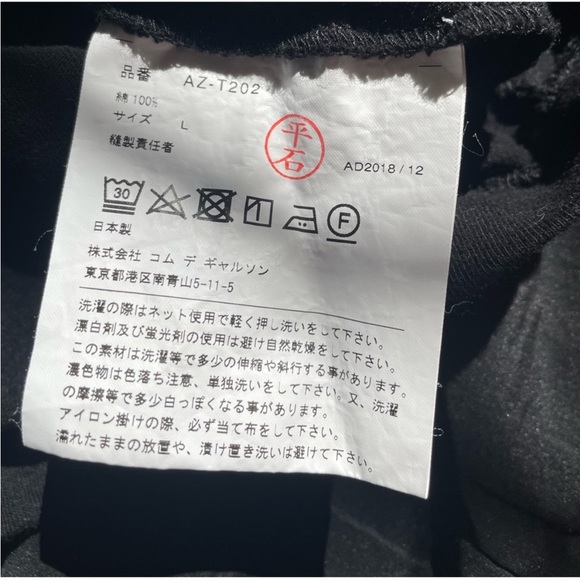 品番 AZ-T202
綿 100%
サイズ L
縫製責任者
平石
AD2018/12
30
F
日本製
株式会社 コム デ ギャルソン
東京都港区南青山5-11-5
洗濯の際はネット使用で軽く押し洗いをして下さい。
漂白剤及び蛍光剤の使用は避け自然乾燥をして下さい。
この素材は洗濯等で多少の伸縮や斜行する事があります。
濃色物は色落ち注意、単独洗いをして下さい。又、洗濯
の摩擦等で多少白っぽくなる事があります。
アイロン掛けの際、必ず当て布をして下さい。
濡れたままの放置や、漬け置き洗いは避けて下さい。